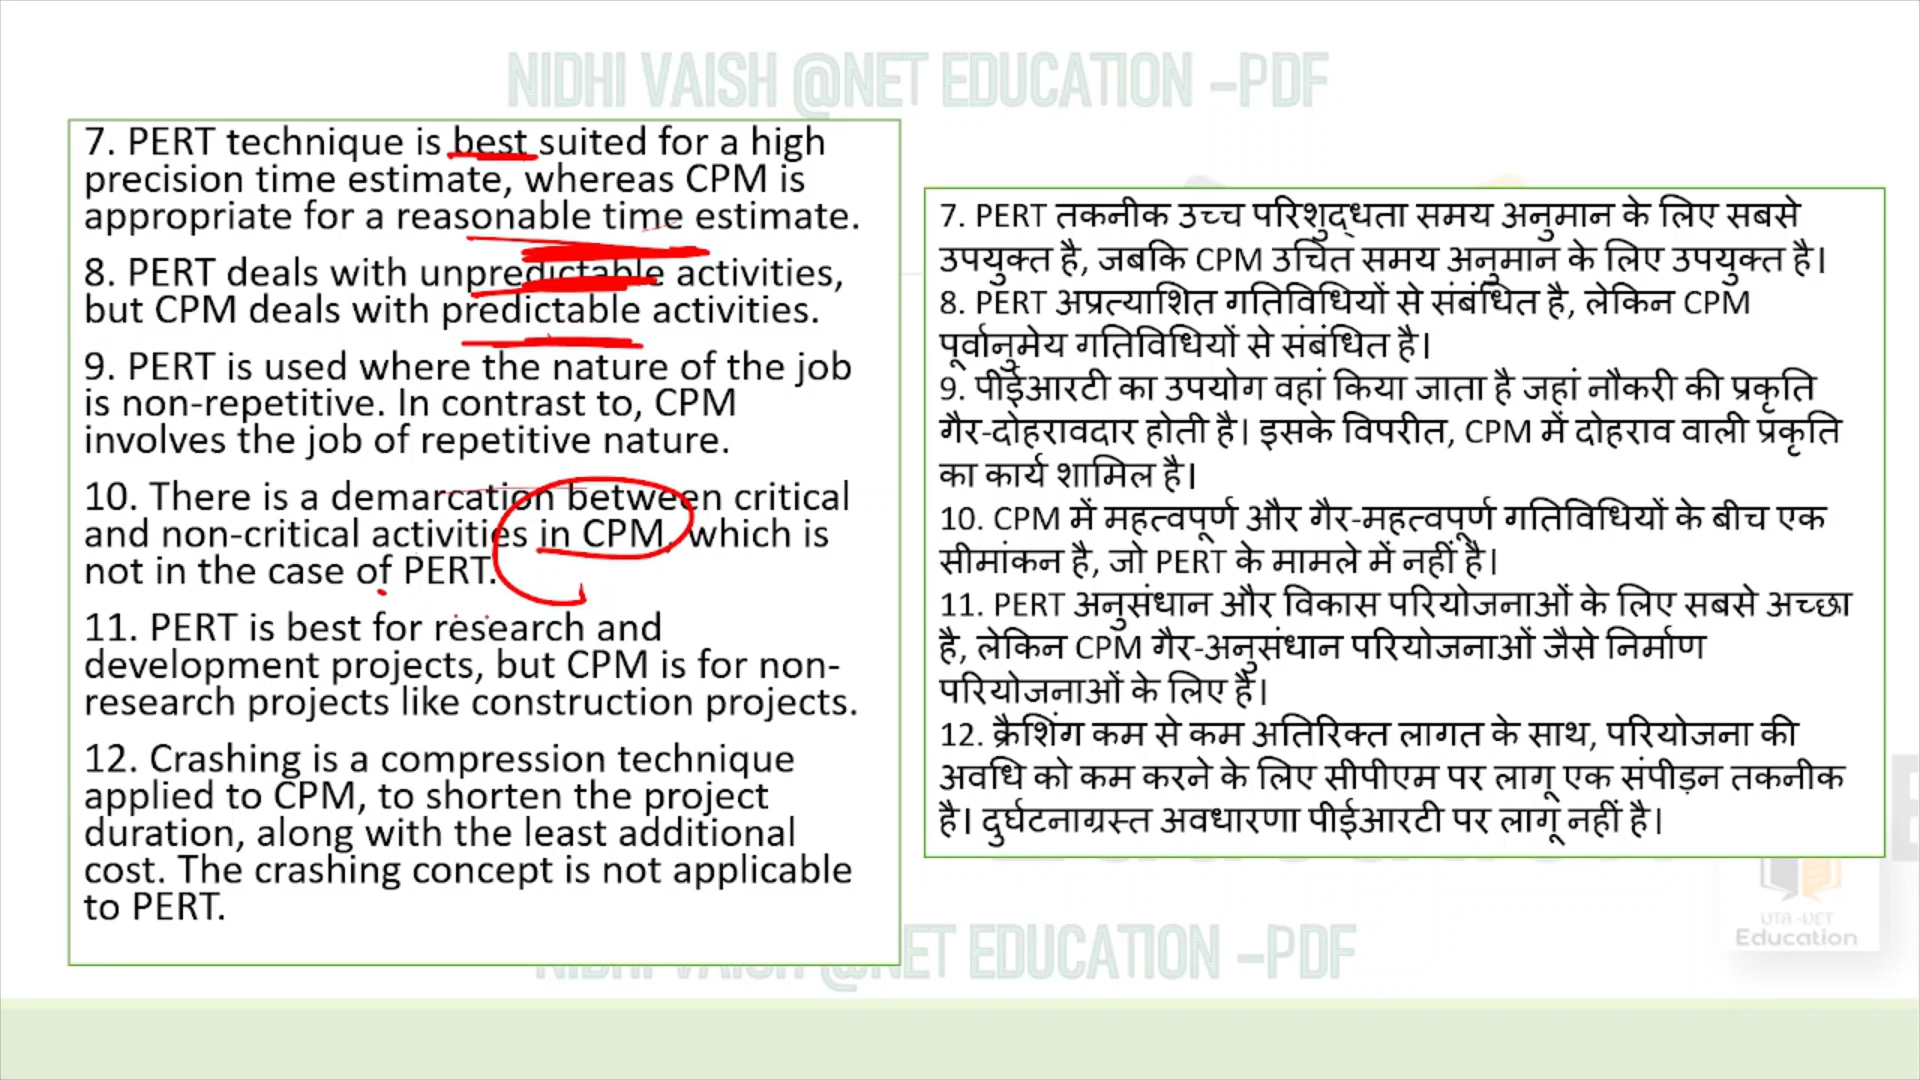 NIDHI VAISH @NET EDUCATION –PDF
7. PERT technique is best suited for a high
precision time estimate, whereas CPM is
appropriate for a reasonable time estimate.
8. PERT deals with unpredictable activities,
but CPM deals with predictable activities.
9. PERT is used where the nature of the job
is non-repetitive. In contrast to, CPM
involves the job of repetitive nature.
10. There is a demarcation between critical
and non-critical activities in CPM, which is
not in the case of PERT.
11. PERT is best for research and
development projects, but CPM is for non-
research projects like construction projects.
12. Crashing is a compression technique
applied to CPM, to shorten the project
duration, along with the least additional
cost. The crashing concept is not applicable
to PERT.
7. PERT तकनीक उच्च परिशुद्धता समय अनुमान के लिए सबसे
उपयुक्त है, जबकि CPM उचित समय अनुमान के लिए उपयुक्त है।
8. PERT अप्रत्याशित गतिविधियों से संबंधित है, लेकिन CPM
पूर्वानुमेय गतिविधियों से संबंधित है।
9. पीईआरटी का उपयोग वहां किया जाता है जहां नौकरी की प्रकृति
गैर-दोहरावदार होती है। इसके विपरीत, CPM में दोहराव वाली प्रकृति
का कार्य शामिल है।
10. CPM में महत्वपूर्ण और गैर-महत्वपूर्ण गतिविधियों के बीच एक
सीमांकन है, जो PERT के मामले में नहीं है।
11. PERT अनुसंधान और विकास परियोजनाओं के लिए सबसे अच्छा
है, लेकिन CPM गैर-अनुसंधान परियोजनाओं जैसे निर्माण
परियोजनाओं के लिए है।
12. क्रैशिंग कम से कम अतिरिक्त लागत के साथ, परियोजना की
अवधि को कम करने के लिए सीपीएम पर लागू एक संपीड़न तकनीक
है। दुर्घटनाग्रस्त अवधारणा पीईआरटी पर लागू नहीं है।
NIDHI VAISH @NET EDUCATION –PDF
Education